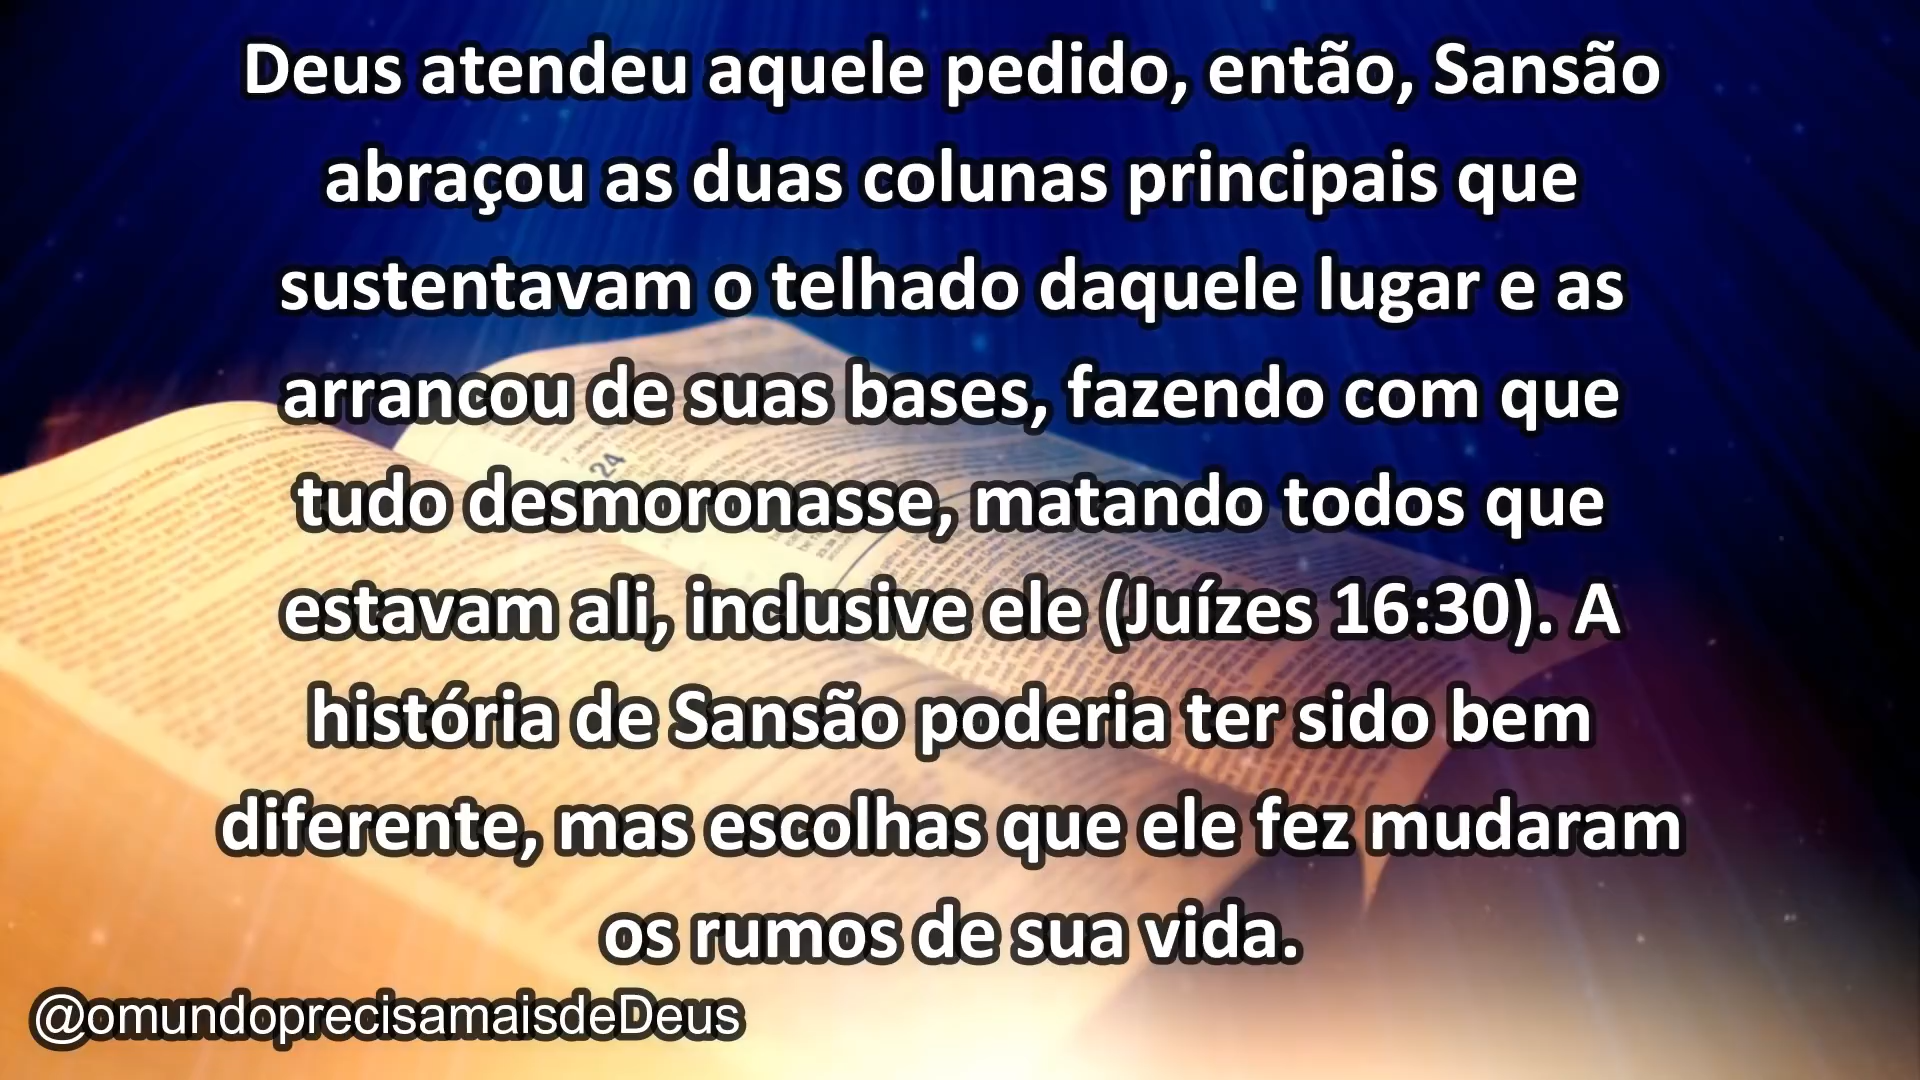 Deus atendeu aquele pedido, então, Sansão
abraçou as duas colunas principais que
sustentavam o telhado daquele lugar e as
arrancou de suas bases, fazendo com que
tudo desmoronasse, matando todos que
estavam ali, inclusive ele (Juízes 16:30). A
história de Sansão poderia ter sido bem
diferente, mas escolhas que ele fez mudaram
os rumos de sua vida.
@omundoprecisamaisdeDeus
24